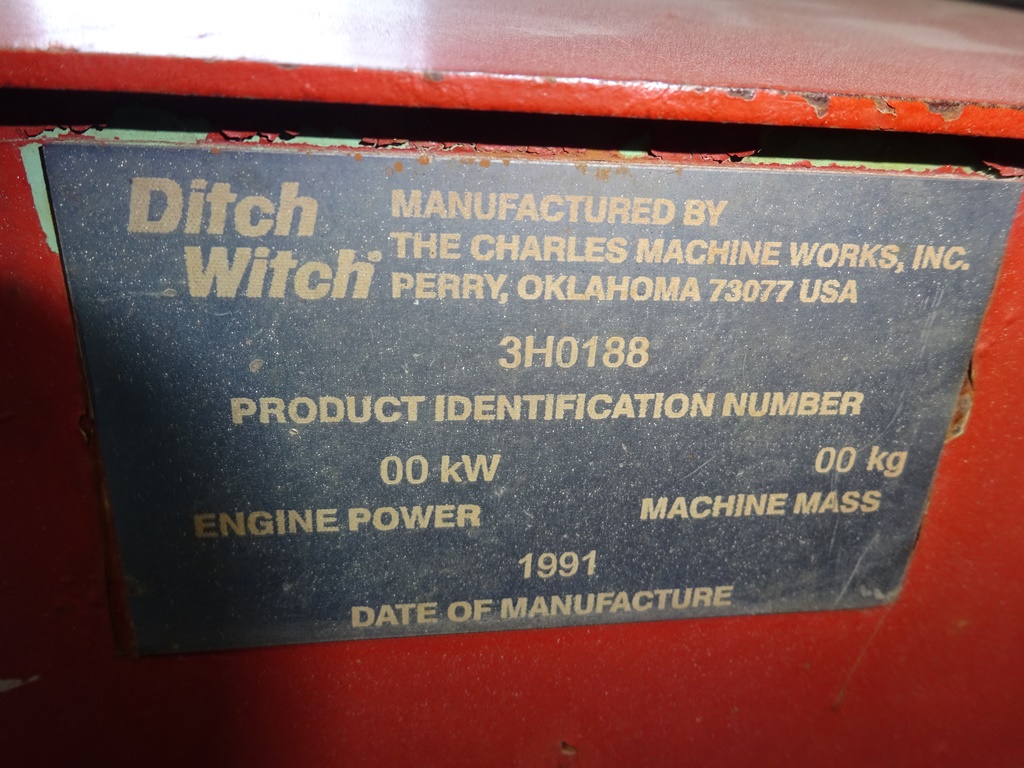 Ditch
Witch
MANUFACTURED BY
THE CHARLES MACHINE WORKS, INC.
PERRY, OKLAHOMA 73077 USA
3H0188
PRODUCT IDENTIFICATION NUMBER
00 kW
ENGINE POWER
00 kg
MACHINE MASS
1991
DATE OF MANUFACTURE